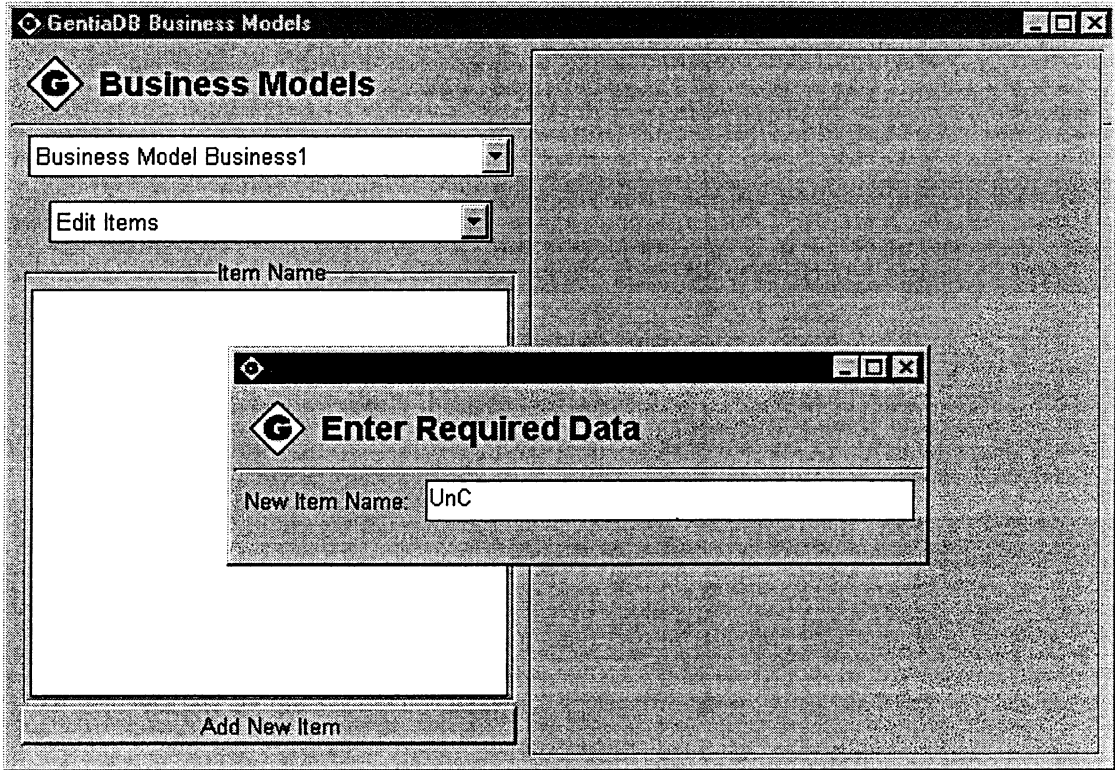 GentiaDB Business Models
G Business Models
Business Model Business1
Edit Items
Item Name
G Enter Required Data
New Item Name: UnC
Add New Item